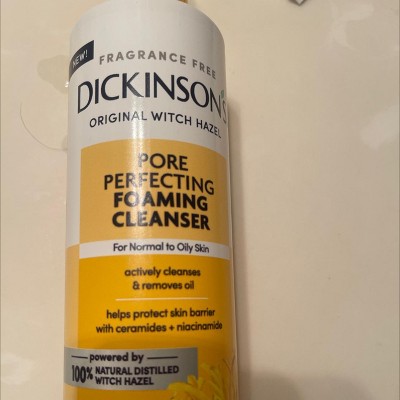 NEW!
FRAGRANCE FREE
DICKINSON'S
ORIGINAL WITCH HAZEL
PORE
PERFECTING
FOAMING
CLEANSER
For Normal to Oily Skin
actively cleanses
& removes oil
helps protect skin barrier
with ceramides + niacinamide
powered by
100% NATURAL DISTILLED
WITCH HAZEL